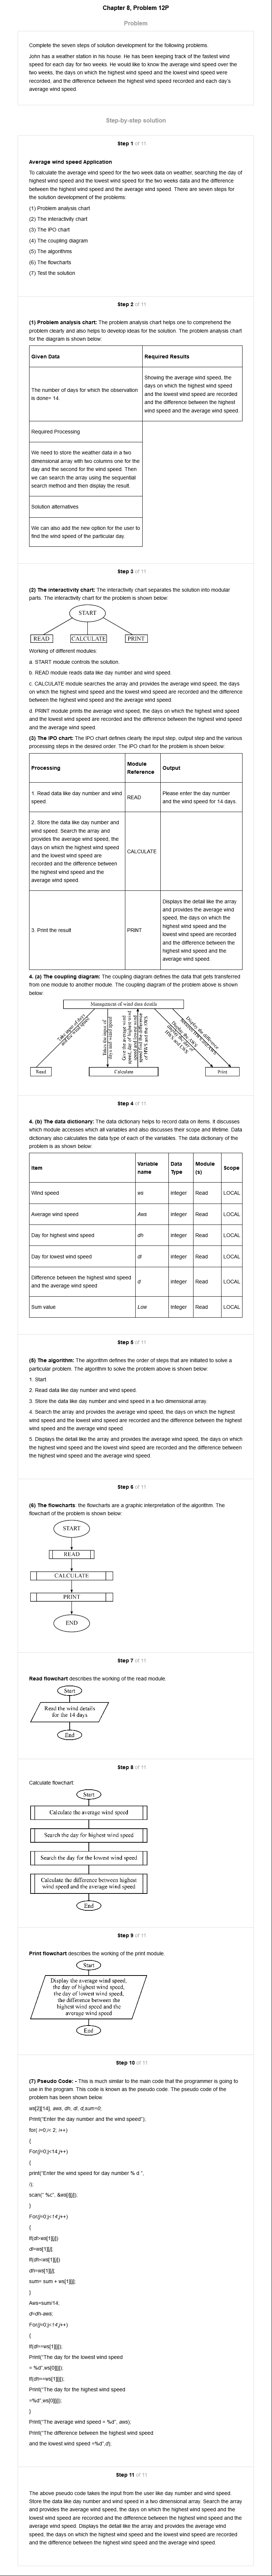 Chapter 8, Problem 12P
Problem
Complete the seven steps of solution development for the following problems.
John has a weather station in his house. He has been keeping track of the fastest wind
speed for each day for two weeks. He would like to know the average wind speed over the
two weeks, the days on which the highest wind speed and the lowest wind speed were
recorded, and the difference between the highest wind speed recorded and each day's
average wind speed.
Step-by-step solution
Step 1 of 11
Average wind speed Application
To calculate the average wind speed for the two week data on weather, searching the day of
highest wind speed and the lowest wind speed for the two weeks data and the difference
between the highest wind speed and the average wind speed. There are seven steps for
the solution development of the problems:
(1) Problem analysis chart
(2) The interactivity chart
(3) The IPO chart
(4) The coupling diagram
(5) The algorithms
(6) The flowcharts
(7) Test the solution
Step 2 of 11
(1) Problem analysis chart: The problem analysis chart helps one to comprehend the
problem clearly and also helps to develop ideas for the solution. The problem analysis chart
for the diagram is shown below:
Given Data
Required Results
The number of days for which the observation
is done= 14.
Showing the average wind speed, the
days on which the highest wind speed
and the lowest wind speed are recorded
and the difference between the highest
wind speed and the average wind speed.
Required Processing
We need to store the weather data in a two
dimensional array with two columns one for the
day and the second for the wind speed. Then
we can search the array using the sequential
search method and then display the result.
Solution alternatives
We can also add the new option for the user to
find the wind speed of the particular day.
Step 3 of 11
(2) The interactivity chart: The interactivity chart separates the solution into modular
parts. The interactivity chart for the problem is shown below:
START
READ
CALCULATE
PRINT
Working of different modules:
a. START module controls the solution
b. READ module reads data like day number and wind speed.
c. CALCULATE module searches the array and provides the average wind speed, the days
on which the highest wind speed and the lowest wind speed are recorded and the difference
between the highest wind speed and the average wind speed.
d. PRINT module prints the average wind speed, the days on which the highest wind speed
and the lowest wind speed are recorded and the difference between the highest wind speed
and the average wind speed
(3) The IPO chart: The IPO chart defines clearly the input step, output step and the various
processing steps in the desired order. The IPO chart for the problem is shown below:
Processing
Module
Reference
Output
1. Read data like day number and wind
speed.
READ
Please enter the day number
and the wind speed for 14 days.
2. Store the data like day number and
wind speed. Search the array and
provides the average wind speed, the
days on which the highest wind speed
and the lowest wind speed are
recorded and the difference between
the highest wind speed and the
average wind speed
CALCULATE
3. Print the result
PRINT
Displays the detail like the array
and provides the average wind
speed, the days on which the
highest wind speed and the
lowest wind speed are recorded
and the difference between the
highest wind speed and the
average wind speed.
4. (a) The coupling diagram: The coupling defines the data that gets transferred
from one module to another module. The coupling diagram of the problem above is shown
below:
Management of wind data details
Read
Calculate
Print
Step 4 of 11
4. (b) The data dictionary: The data dictionary helps to record data on items. It discusses
which module accesses which all variables and also discusses their scope and lifetime. Data
dictionary also calculates the data type of each of the variables. The data dictionary of the
problem is as shown below:
Item
Variable
name
Data
Type
Module
(s)
Scope
Wind speed
ws
integer
Read
LOCAL
Average wind speed
Aws
integer
Read
LOCAL
Day for highest wind speed
dh
integer
Read
LOCAL
Day for lowest wind speed
dl
integer
Read
LOCAL
Difference between the highest wind speed
and the average wind speed
d
integer
Read
LOCAL
Sum value
Low
Integer
Read
LOCAL
Step 5 of 11
(5) The algorithm: The algorithm defines the order of steps that are initiated to solve a
particular problem. The algorithm to solve the problem above is shown below:
1. Start
2. Read data like day number and wind speed.
3. Store the data like day number and wind speed in a two dimensional array.
4. Search the array and provides the average wind speed, the days on which the highest
wind speed and the lowest wind speed are recorded and the difference between the highest
wind speed and the average wind speed.
5. Displays the detail like the array and provides the average wind speed, the days on which
the highest wind speed and the lowest wind speed are recorded and the difference between
the highest wind speed and the average wind speed.
Step 6 of 11
(6) The flowcharts: the flowcharts are a graphic interpretation of the algorithm. The
flowchart of the problem is shown below:
START
READ
CALCULATE
PRINT
END
Step 7 of 11
Read flowchart describes the working of the read module.
Start
Read the wind details
for the 14 days
End
Step 8 of 11
Calculate flowchart:
Start
Calculate the average wind speed
Search the day for highest wind speed
Search the day for the lowest wind speed
Calculate the difference between highest
wind speed and the average wind speed
End
Step 9 of 11
Print flowchart describes the working of the print module.
Start
Display the average wind speed,
the day of highest wind speed,
the day of lowest wind speed,
the difference between the
highest wind speed and the
average wind speed
End
Step 10 of 11
(7) Pseudo Code: - This is much similar to the main code that the programmer is going to
use in the program. This code is known as the pseudo code. The pseudo code of the
problem has been shown below.
ws[2][14], aws, dh, dl, d,sum=0;
Print("Enter the day number and the wind speed");
for( i=0;i< 2; i++)
{
For(j=0;j<14;j++)
{
print("Enter the wind speed for day number % d ",
i);
scan(" %c", &ws[i][j]);
}
For(j=0;j<14;j++)
{
If(dl>ws[1][j]);
dl=ws[1][j]
If(dh<ws[1][j])
dh=ws[1][j];
sum= sum + ws[1][j];
}
Aws=sum/14;
d=dh-aws;
For(j=0;j<14;j++)
{
If(dl==ws[1][j]);
Print("The day for the lowest wind speed
= %d",ws[0][j]);
If(dh==ws[1][j]);
Print("The day for the highest wind speed
=%d",ws[0][j]);
}
Print("The average wind speed = %d", aws);
Print("The difference between the highest wind speed
and the lowest wind speed =%d",d);
Step 11 of 11
The above pseudo code takes the input from the user like day number and wind speed.
Store the data like day number and wind speed in a two dimensional array. Search the array
and provides the average wind speed, the days on which the highest wind speed and the
lowest wind speed are recorded and the difference between the highest wind speed and the
average wind speed. Displays the detail like the array and provides the average wind
speed, the days on which the highest wind speed and the lowest wind speed are recorded
and the difference between the highest wind speed and the average wind speed.